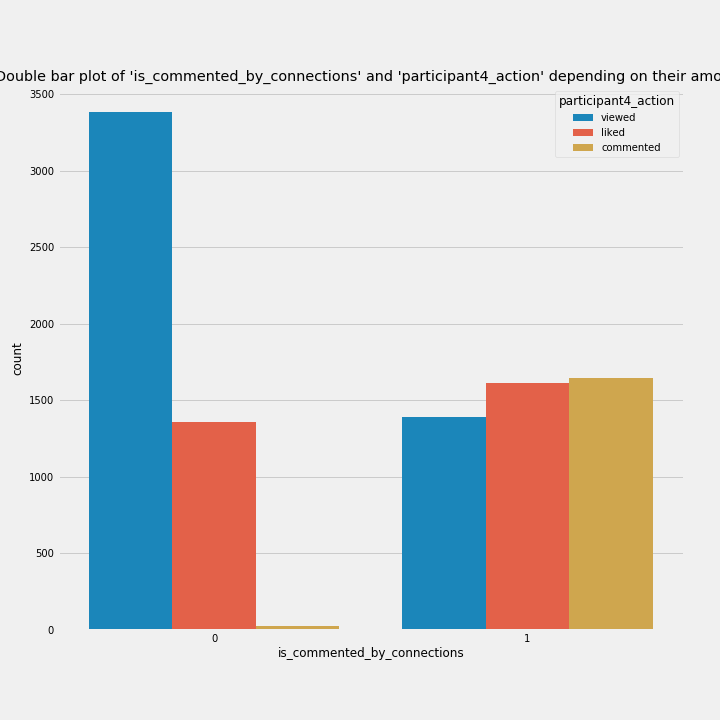 Double bar plot of 'is_commented_by_connections' and 'participant4_action' depending on their
participant4_action
viewed
liked
commented
3500
3000
2500
2000
1500
1000
500
0
count
0 1
is_commented_by_connections